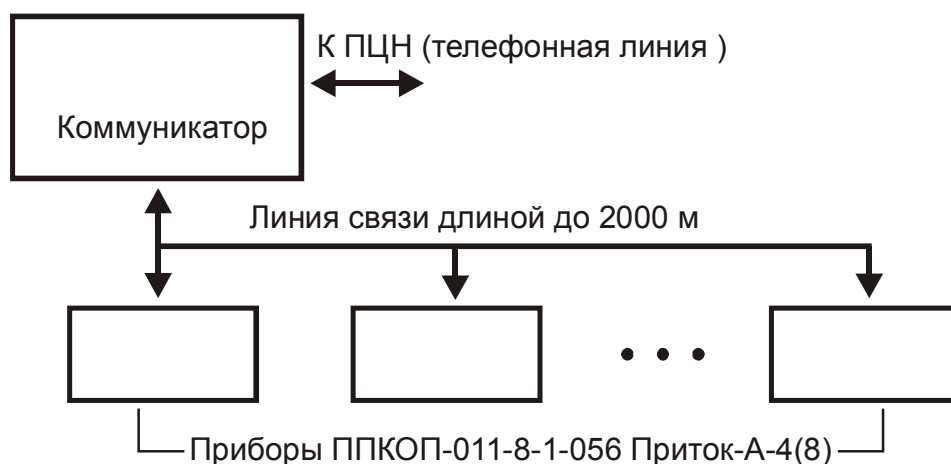 К ПЦН (телефонная линия )
Коммуникатор
Линия связи длиной до 2000 м
Приборы ППКОП-011-8-1-056 Приток-А-4(8)